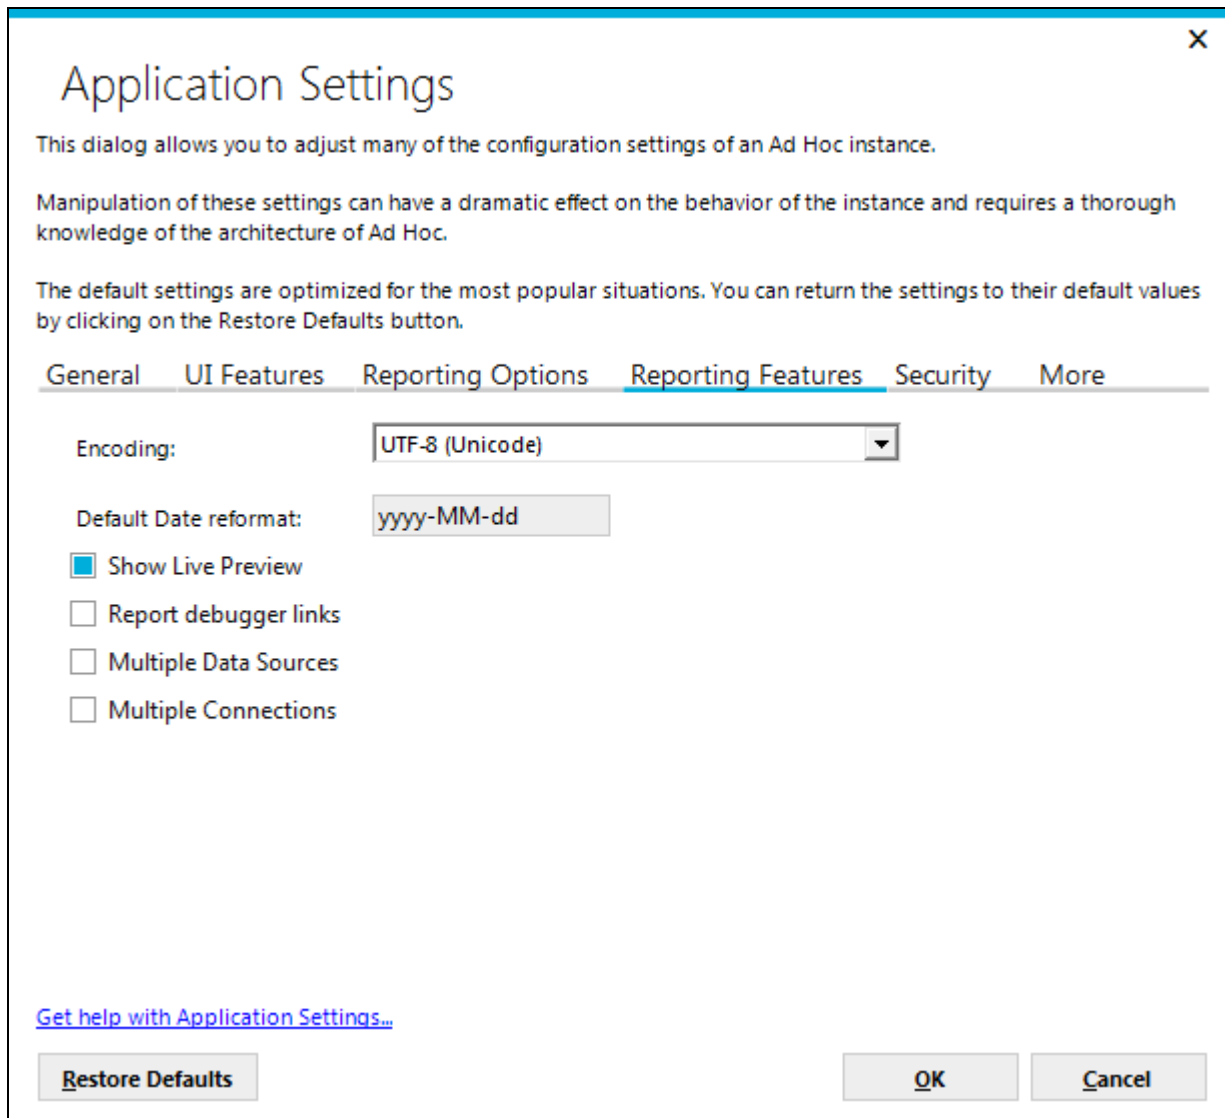 Application Settings
This dialog allows you to adjust many of the configuration settings of an Ad Hoc instance.
Manipulation of these settings can have a dramatic effect on the behavior of the instance and requires a thorough
knowledge of the architecture of Ad Hoc.
The default settings are optimized for the most popular situations. You can return the settings to their default values
by clicking on the Restore Defaults button.
General UI Features Reporting Options Reporting Features Security More
Encoding: UTF-8 (Unicode)
Default Date reformat: yyyy-MM-dd
Show Live Preview
Report debugger links
Multiple Data Sources
Multiple Connections
Get help with Application Settings...
Restore Defaults OK Cancel